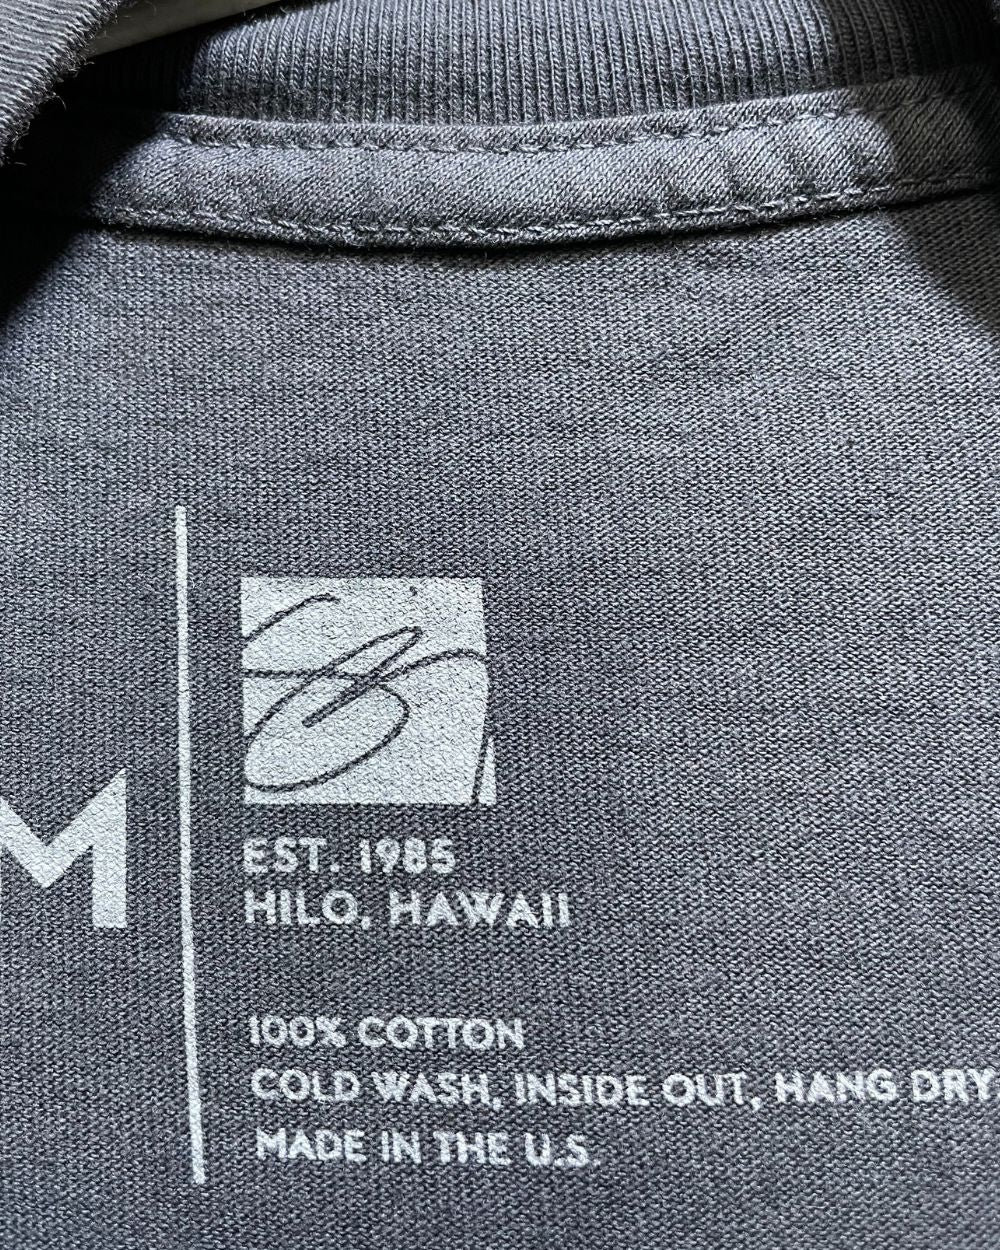 M
EST. 1985
HILO, HAWAII
100% COTTON
COLD WASH, INSIDE OUT, HANG DRY.
MADE IN THE U.S.